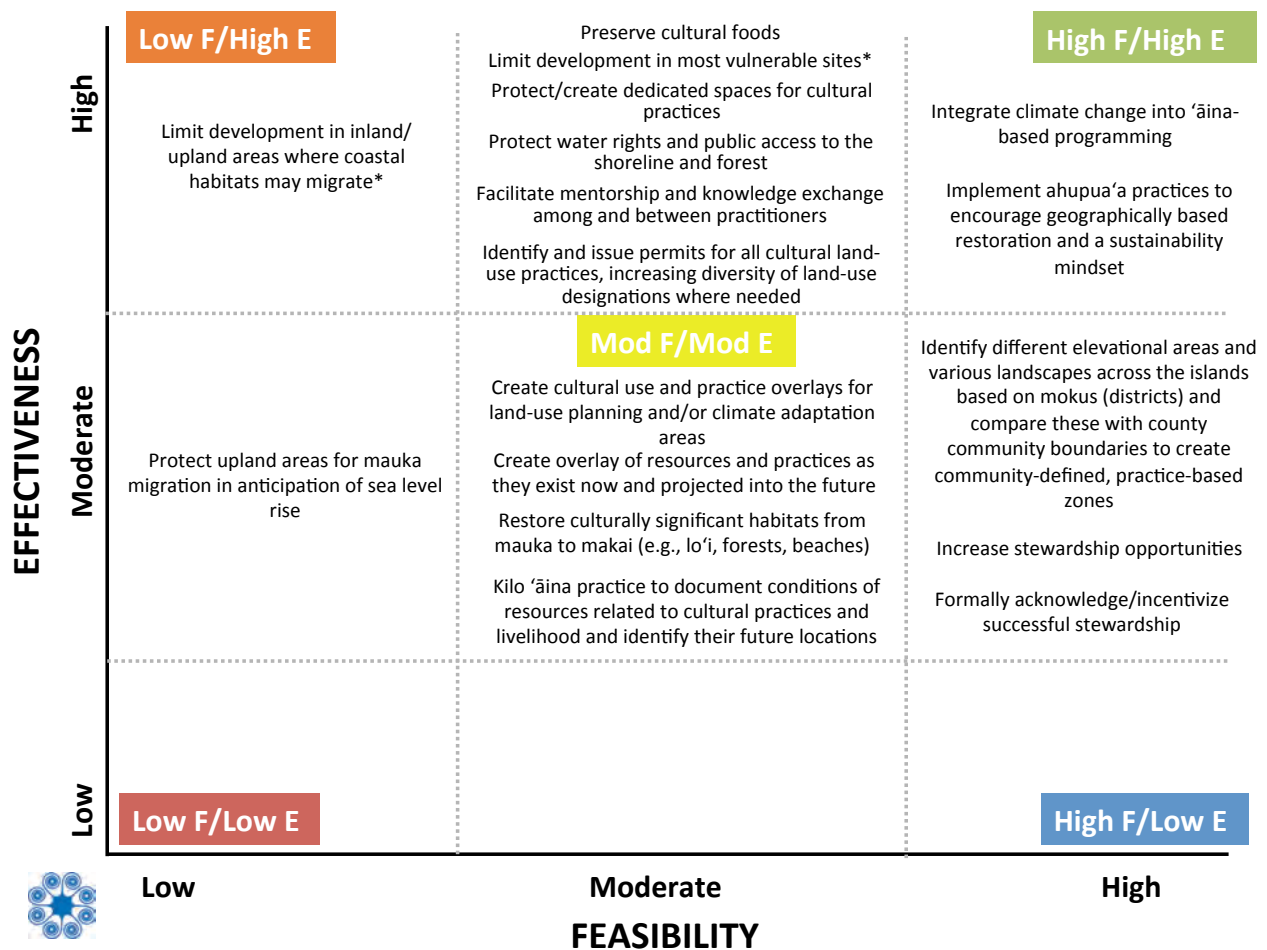 Low F/High E
High F/High E
High
Limit development in inland/
upland areas where coastal
habitats may migrate*
Preserve cultural foods
Limit development in most vulnerable sites*
Protect/create dedicated spaces for cultural
practices
Protect water rights and public access to the
shoreline and forest
Facilitate mentorship and knowledge exchange
among and between practitioners
Identify and issue permits for all cultural land-
use practices, increasing diversity of land-use
designations where needed
Integrate climate change into ʻāina-
based programming
Implement ahupuaʻa practices to
encourage geographically based
restoration and a sustainability
mindset
EFFECTIVENESS
Moderate
Protect upland areas for mauka
migration in anticipation of sea level
rise
Mod F/Mod E
Create cultural use and practice overlays for
land-use planning and/or climate adaptation
areas
Create overlay of resources and practices as
they exist now and projected into the future
Restore culturally significant habitats from
mauka to makai (e.g., loʻi, forests, beaches)
Kilo ʻāina practice to document conditions of
resources related to cultural practices and
livelihood and identify their future locations
Identify different elevational areas and
various landscapes across the islands
based on mokus (districts) and
compare these with county
community boundaries to create
community-defined, practice-based
zones
Increase stewardship opportunities
Formally acknowledge/incentivize
successful stewardship
Low
Low F/Low E
High F/Low E
Low
Moderate
High
FEASIBILITY